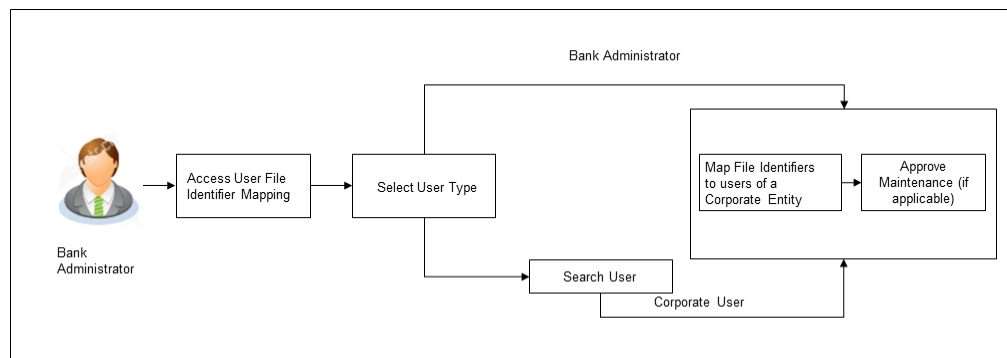 Bank Administrator
Bank
Administrator
Access User File
Identifier Mapping
Select User Type
Map File Identifiers
to users of a
Corporate Entity
Approve
Maintenance (if
applicable)
Search User
Corporate User